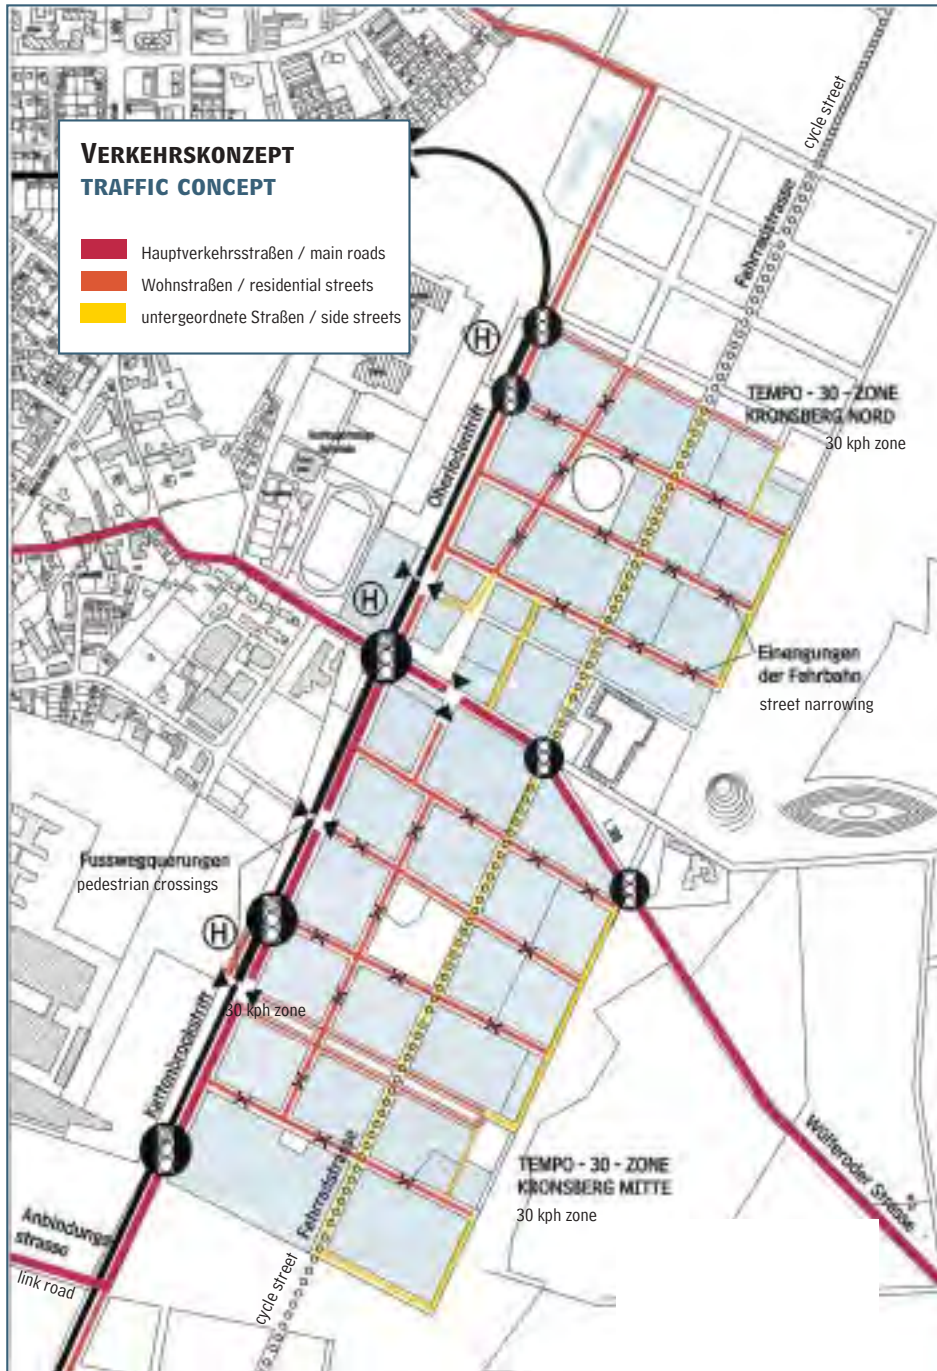 VERKEHRSKONZEPT
TRAFFIC CONCEPT
Hauptverkehrsstraßen / main roads
Wohnstraßen / residential streets
untergeordnete Straßen / side streets
cycle street
Fahrradstrasse
H
TEMPO - 30 - ZONE
KRONSBERG NORD
30 kph zone
Oberfeldentrift
H
Einengungen
der Fahrbahn
street narrowing
Fusswegquerungen
pedestrian crossings
H
30 kph zone
Kattenbrookstrift
Wülferoder Strasse
TEMPO - 30 - ZONE
KRONSBERG MITTE
30 kph zone
Fahrradstrasse
cycle street
Anbindungs
strasse
link road